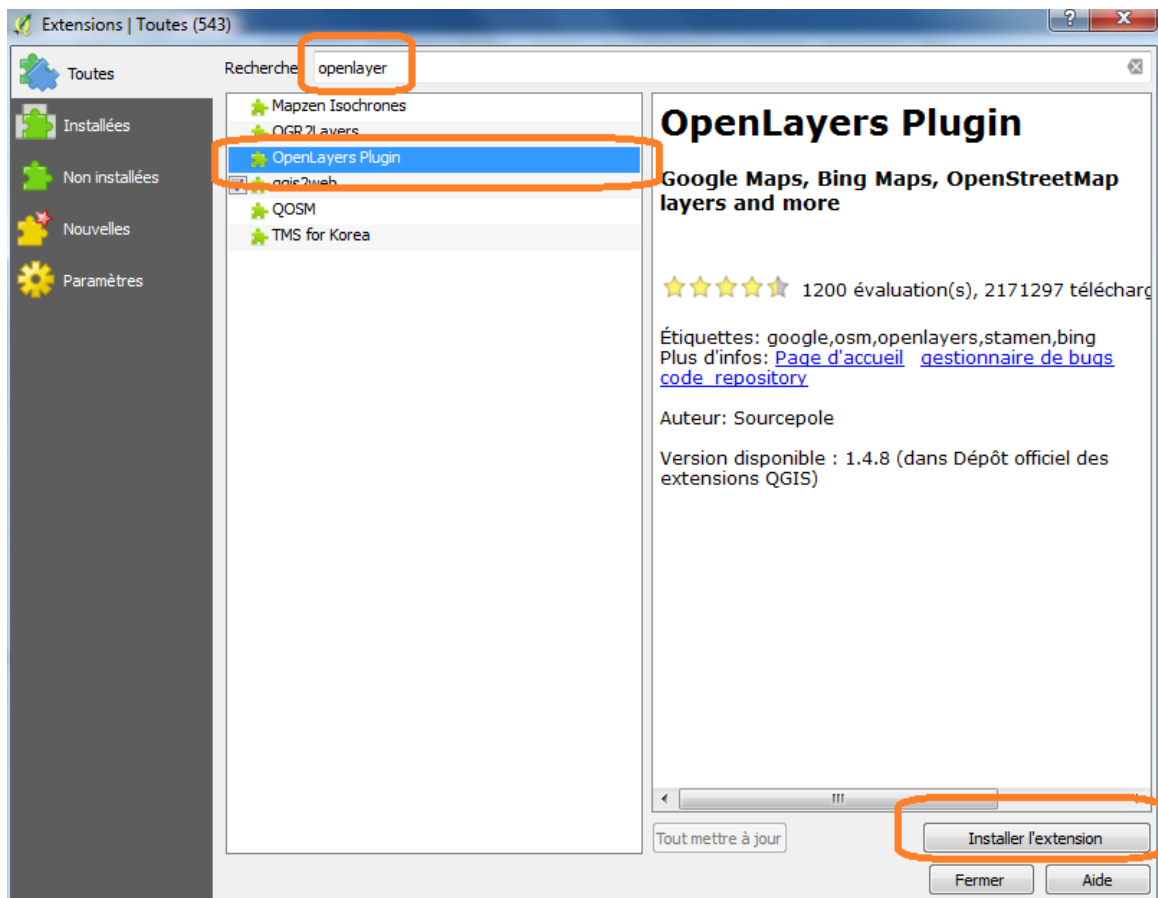 Extensions | Toutes (543)
Toutes
Installées
Non installées
Nouvelles
Paramètres
Recherche openlayer
Mapzen Isochrones
OGR2Layers
OpenLayers Plugin
qgis2web
QOSM
TMS for Korea
OpenLayers Plugin
Google Maps, Bing Maps, OpenStreetMap
layers and more
1200 évaluation(s), 2171297 télécharg
Étiquettes: google,osm,openlayers,stamen,bing
Plus d'infos: Page d'accueil gestionnaire de bugs
code repository
Auteur: Sourcepole
Version disponible : 1.4.8 (dans Dépôt officiel des
extensions QGIS)
Tout mettre à jour
Installer l'extension
Fermer
Aide